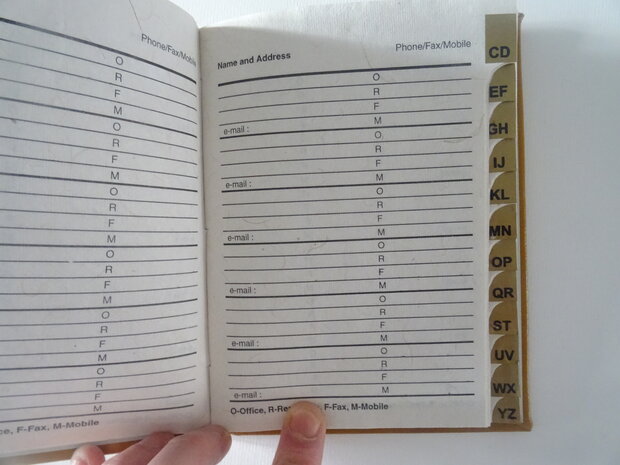 Phone/Fax/Mobile
O
R
F
M
O
R
F
M
O
R
F
M
O
R
F
M
O
R
F
M
O
R
F
M
ce, F-Fax, M-Mobile
Name and Address Phone/Fax/Mobile
O
R
F
e-mail : M
O
R
F
e-mail : M
O
R
F
e-mail : M
O
R
F
e-mail : M
O
R
F
e-mail : M
O
R
F
e-mail : M
O-Office, F-Fax, M-Mobile
CD
EF
GH
IJ
KL
MN
OP
QR
ST
UV
WX
YZ